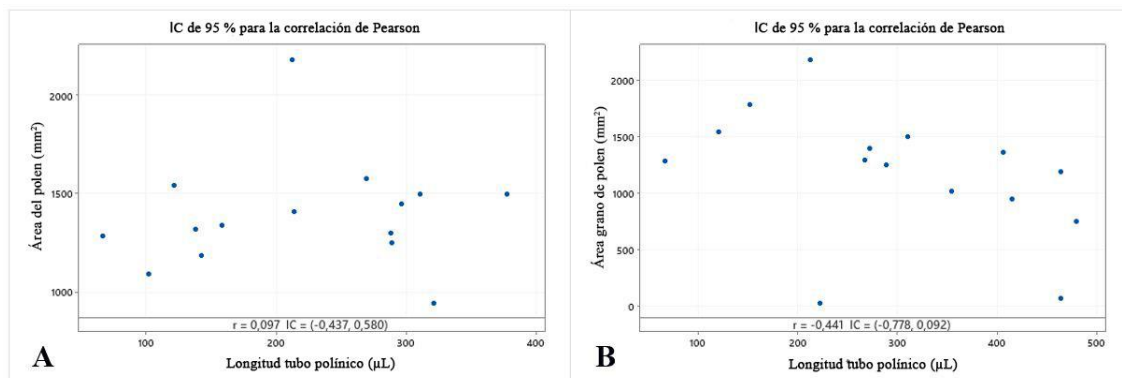 IC de 95 % para la correlación de Pearson
Área del polen (mm²)
2000
1500
1000
r = 0,097 IC = (-0,437, 0,580)
100
200
300
400
Longitud tubo polínico (µL)
A
IC de 95 % para la correlación de Pearson
Área grano de polen (mm²)
2000
1500
1000
500
0
r = -0,441 IC = (-0,778, 0,092)
100
200
300
400
500
Longitud tubo polínico (µL)
B